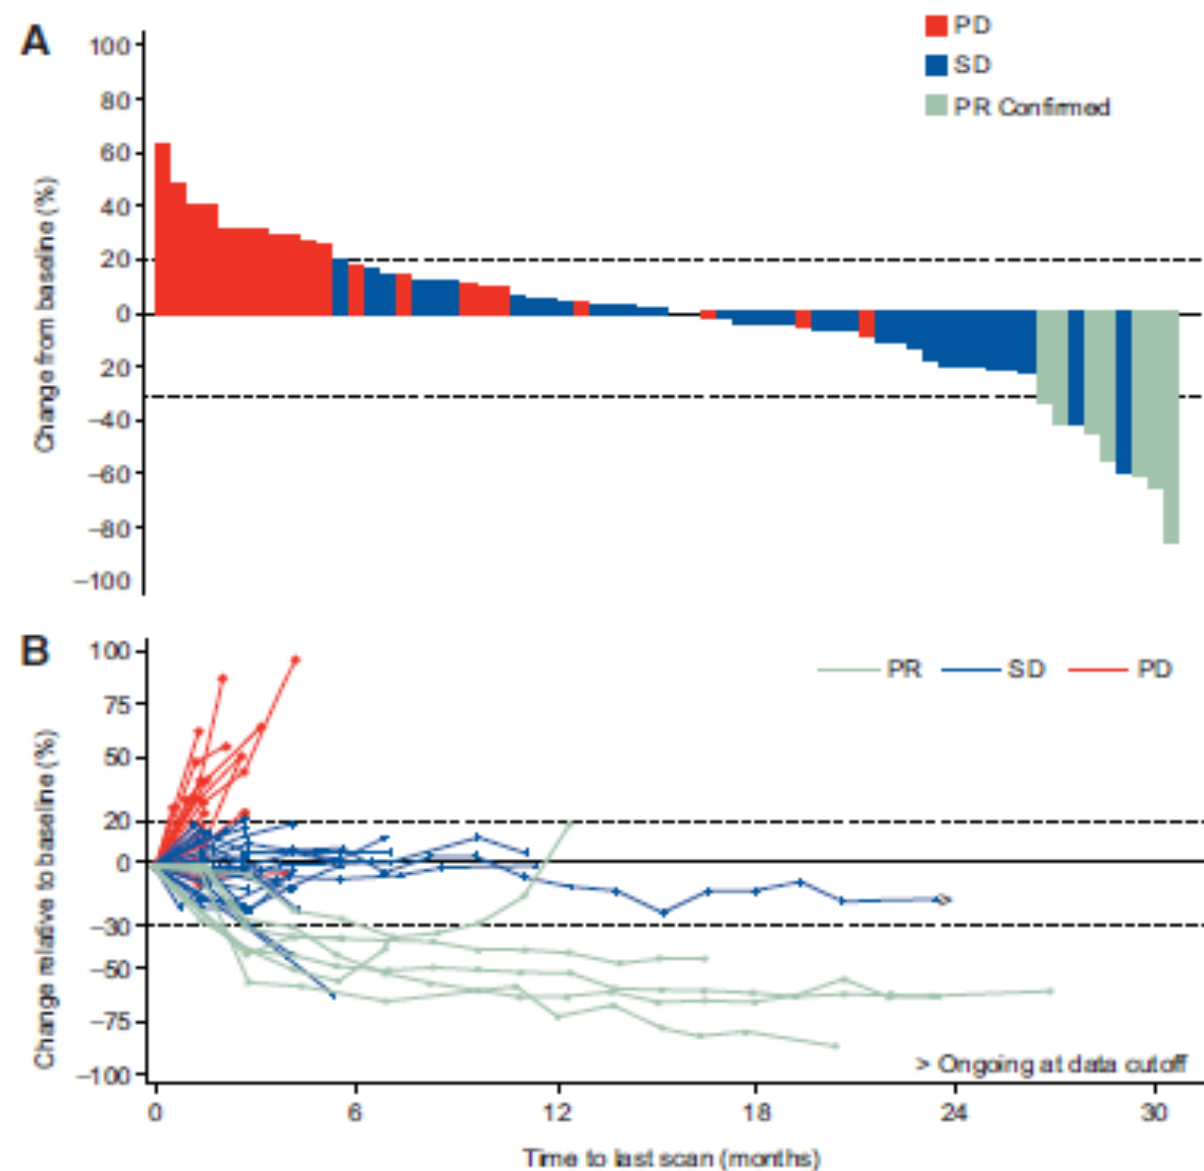 A
PD
SD
PR Confirmed
Change from baseline (%)
100
80
60
40
20
0
20
−40
−60
−80
−100
B
PR SD PD
Change relative to baseline (%)
100
75
50
20
0
−30
−50
−75
−100
> Ongoing at data cutoff
0 6 12 18 24 30
Time to last scan (months)